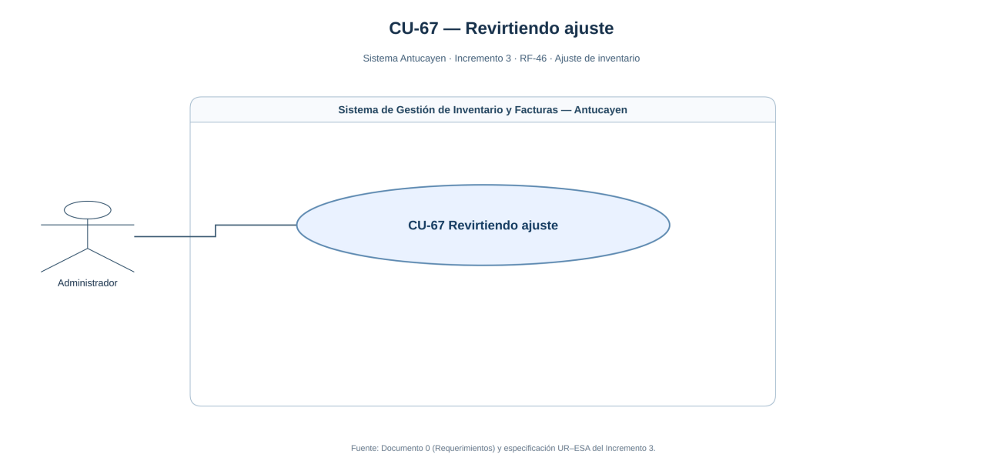 CU-67 — Revirtiendo ajuste
Sistema Antucayen · Incremento 3 · RF-46 · Ajuste de inventario
Sistema de Gestión de Inventario y Facturas — Antucayen
CU-67 Revirtiendo ajuste
Administrador
Fuente: Documento 0 (Requerimientos) y especificación UR–ESA del Incremento 3.